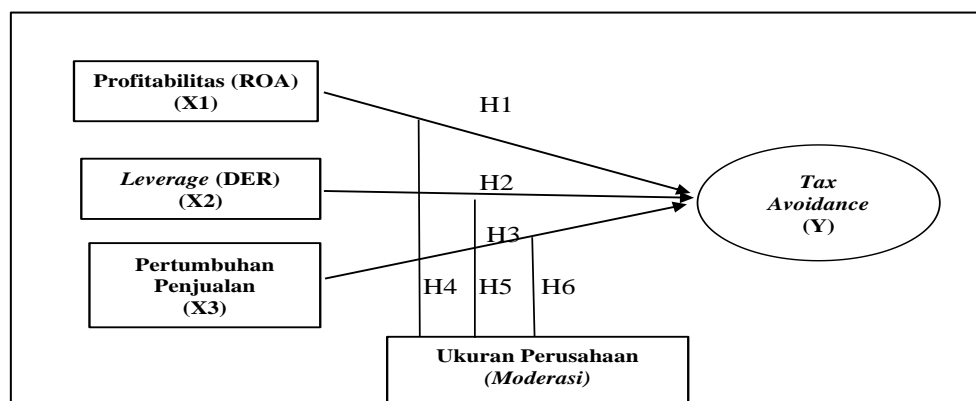 Profitabilitas (ROA)
(X1)
H1
Leverage (DER)
(X2)
H2
Tax
Avoidance
(Y)
H3
Pertumbuhan
Penjualan
(X3)
H4
H5
H6
Ukuran Perusahaan
(Moderasi)